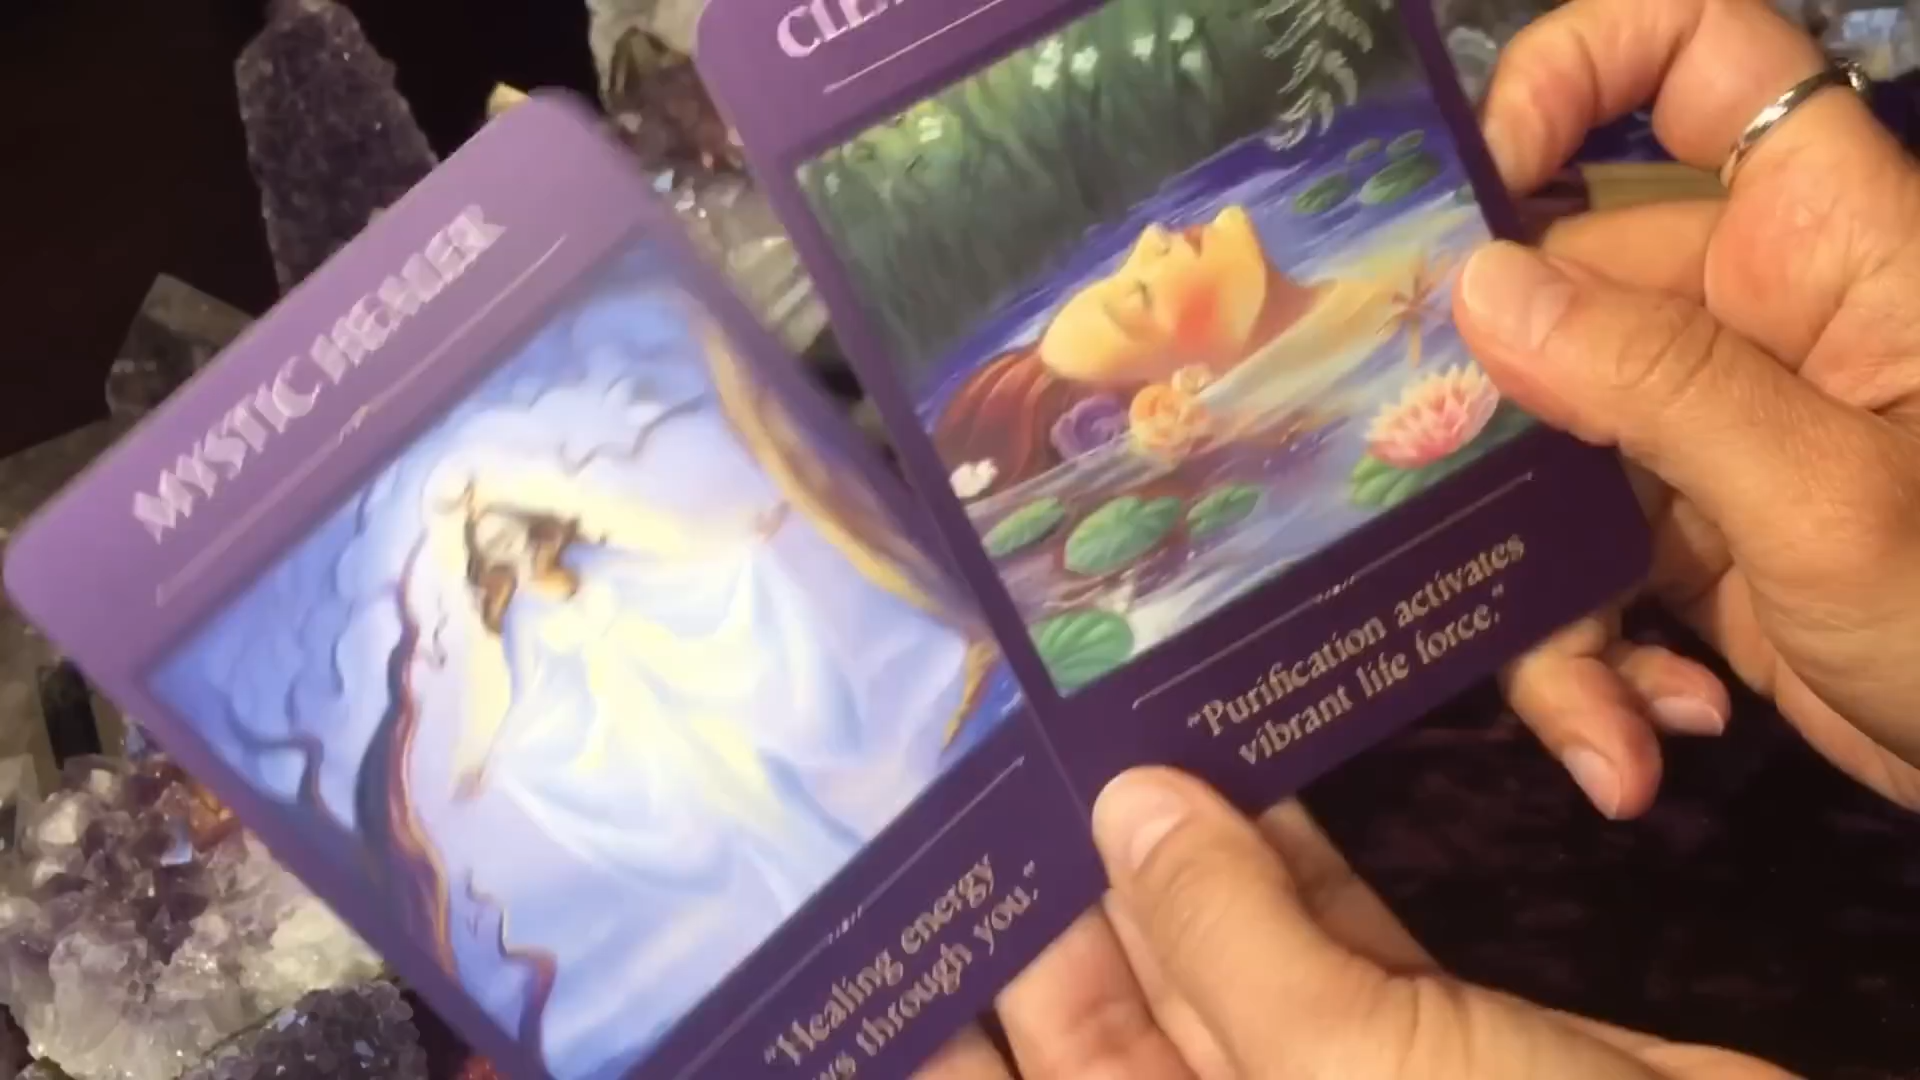 MYSTIC HEALER
"Healing energy
through you."
"Purification activates
vibrant life force."